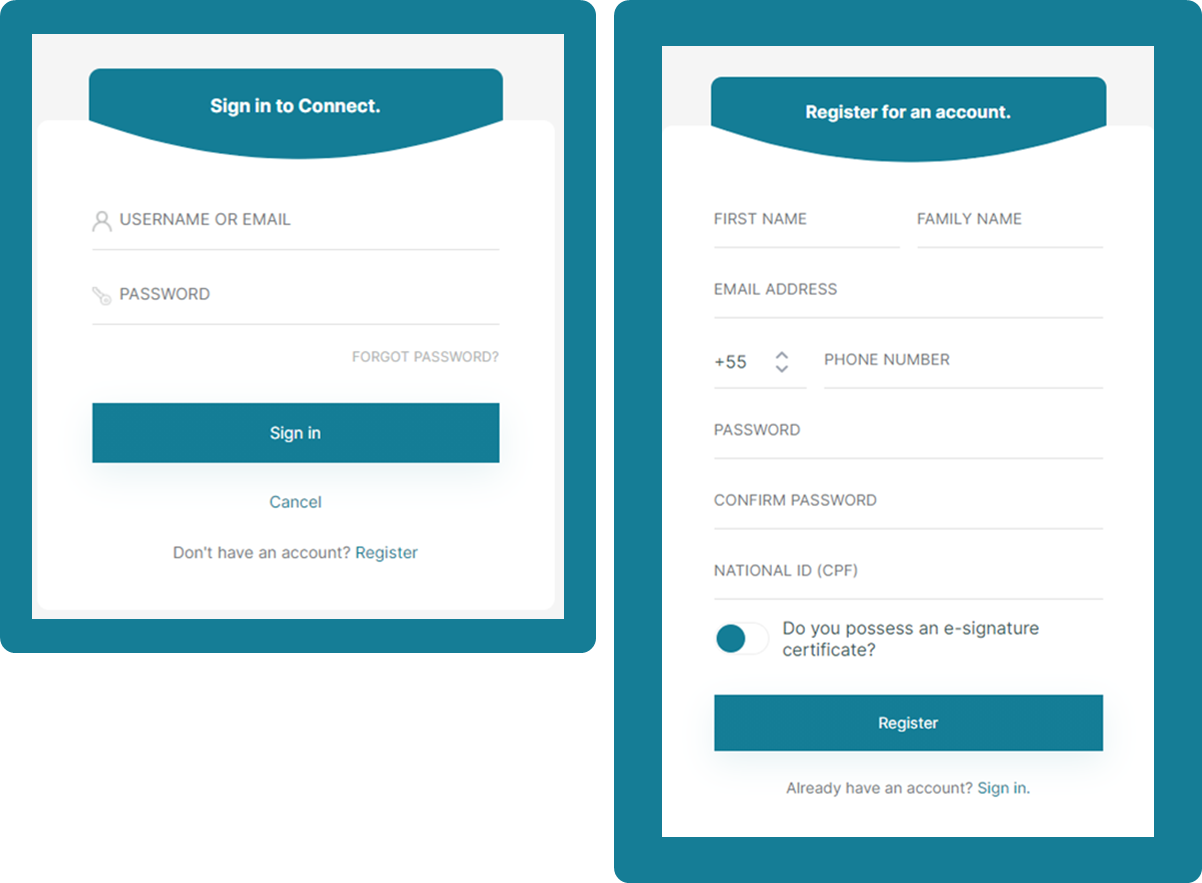 Sign in to Connect.
USERNAME OR EMAIL
PASSWORD
FORGOT PASSWORD?
Sign in
Cancel
Don't have an account? Register
Register for an account.
FIRST NAME
FAMILY NAME
EMAIL ADDRESS
+55
PHONE NUMBER
PASSWORD
CONFIRM PASSWORD
NATIONAL ID (CPF)
Do you possess an e-signature
certificate?
Register
Already have an account? Sign in.